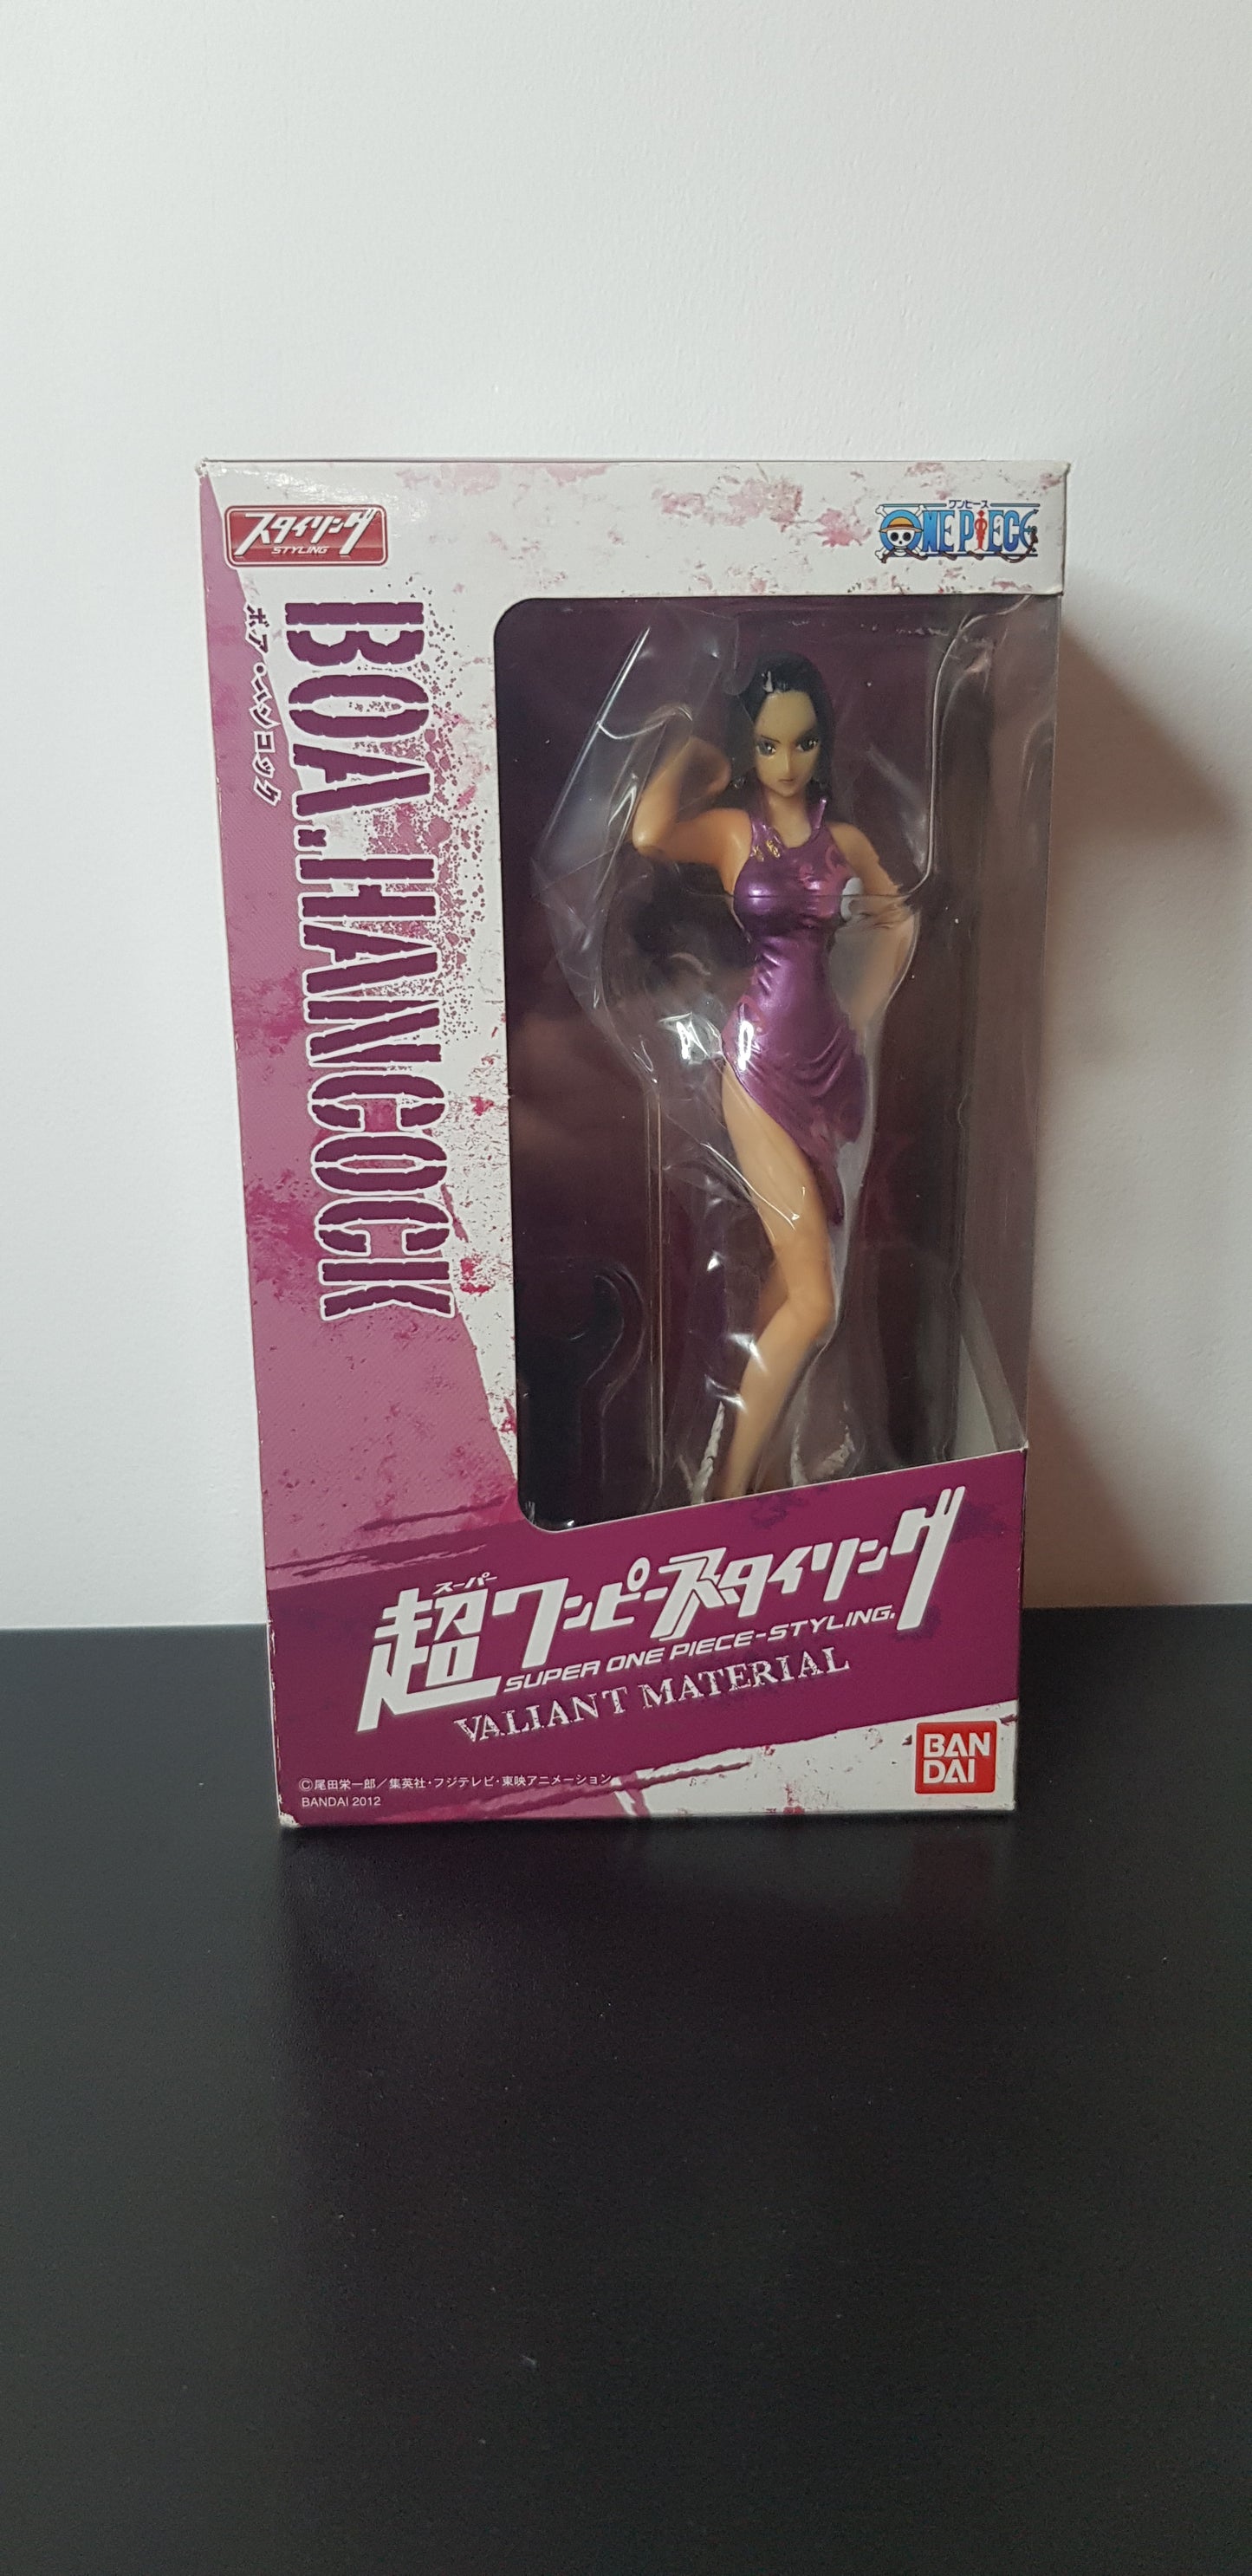 スタイリング
STYLING
ワンピース
ONE PIECE
BOA.HANCOCK
ボア・ハンコック
スーパー
超ワンピーススタイリング
SUPER ONE PIECE-STYLING.
VALIANT MATERIAL
©尾田栄一郎／集英社・フジテレビ・東映アニメーション
BANDAI 2012
BAN
DAI